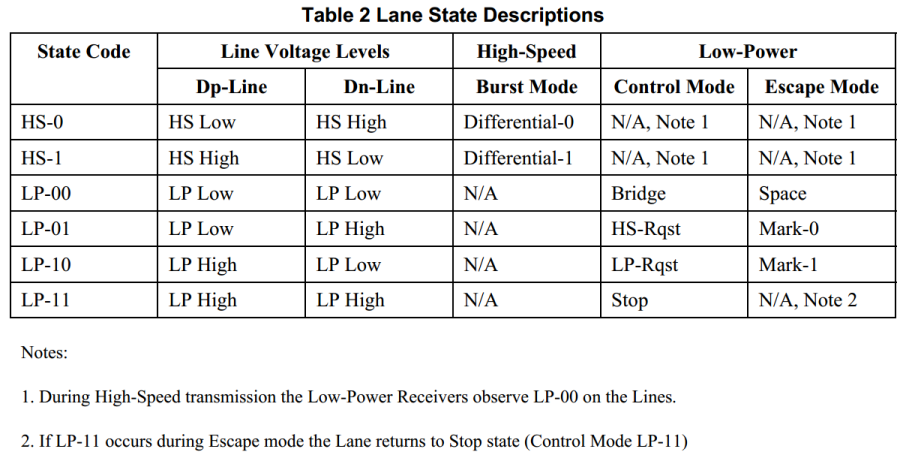 Table 2 Lane State Descriptions
State Code Line Voltage Levels High-Speed Low-Power
Dp-Line Dn-Line Burst Mode Control Mode Escape Mode
HS-0 HS Low HS High Differential-0 N/A, Note 1 N/A, Note 1
HS-1 HS High HS Low Differential-1 N/A, Note 1 N/A, Note 1
LP-00 LP Low LP Low N/A Bridge Space
LP-01 LP Low LP High N/A HS-Rqst Mark-0
LP-10 LP High LP Low N/A LP-Rqst Mark-1
LP-11 LP High LP High N/A Stop N/A, Note 2
Notes:
1. During High-Speed transmission the Low-Power Receivers observe LP-00 on the Lines.
2. If LP-11 occurs during Escape mode the Lane returns to Stop state (Control Mode LP-11)